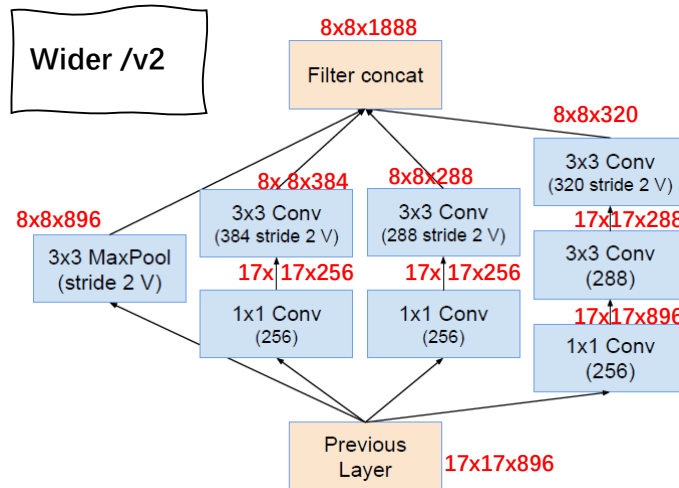 Wider /v2
8x8x1888
Filter concat
8x8x320
3x3 Conv
(320 stride 2 V)
8x 8x384
8x8x288
3x3 Conv
(384 stride 2 V)
3x3 Conv
(288 stride 2 V)
8x8x896
3x3 MaxPool
(stride 2 V)
17x17x288
3x3 Conv
(288)
17x 17x256
17x 17x256
1x1 Conv
(256)
1x1 Conv
(256)
17x17x896
1x1 Conv
(256)
Previous
Layer
17x17x896